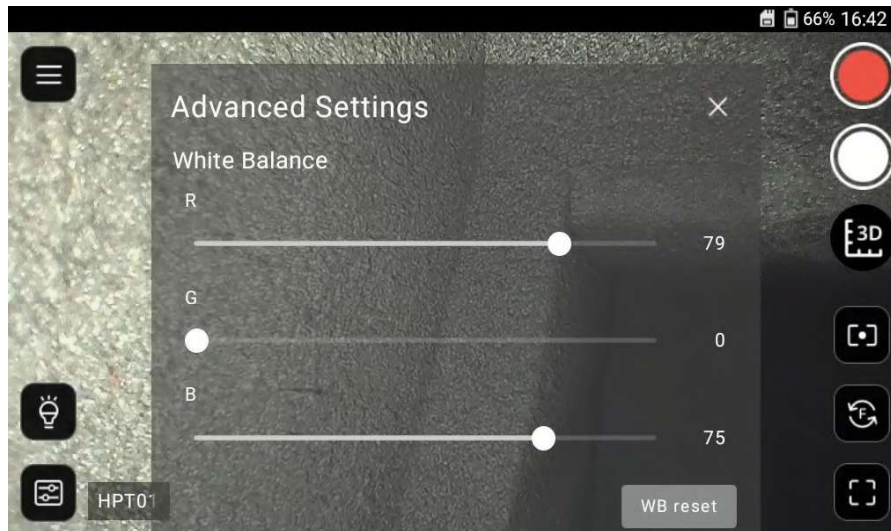 66% 16:42
Advanced Settings
White Balance
R
79
3D
G
0
B
75
F
HPT01
WB reset